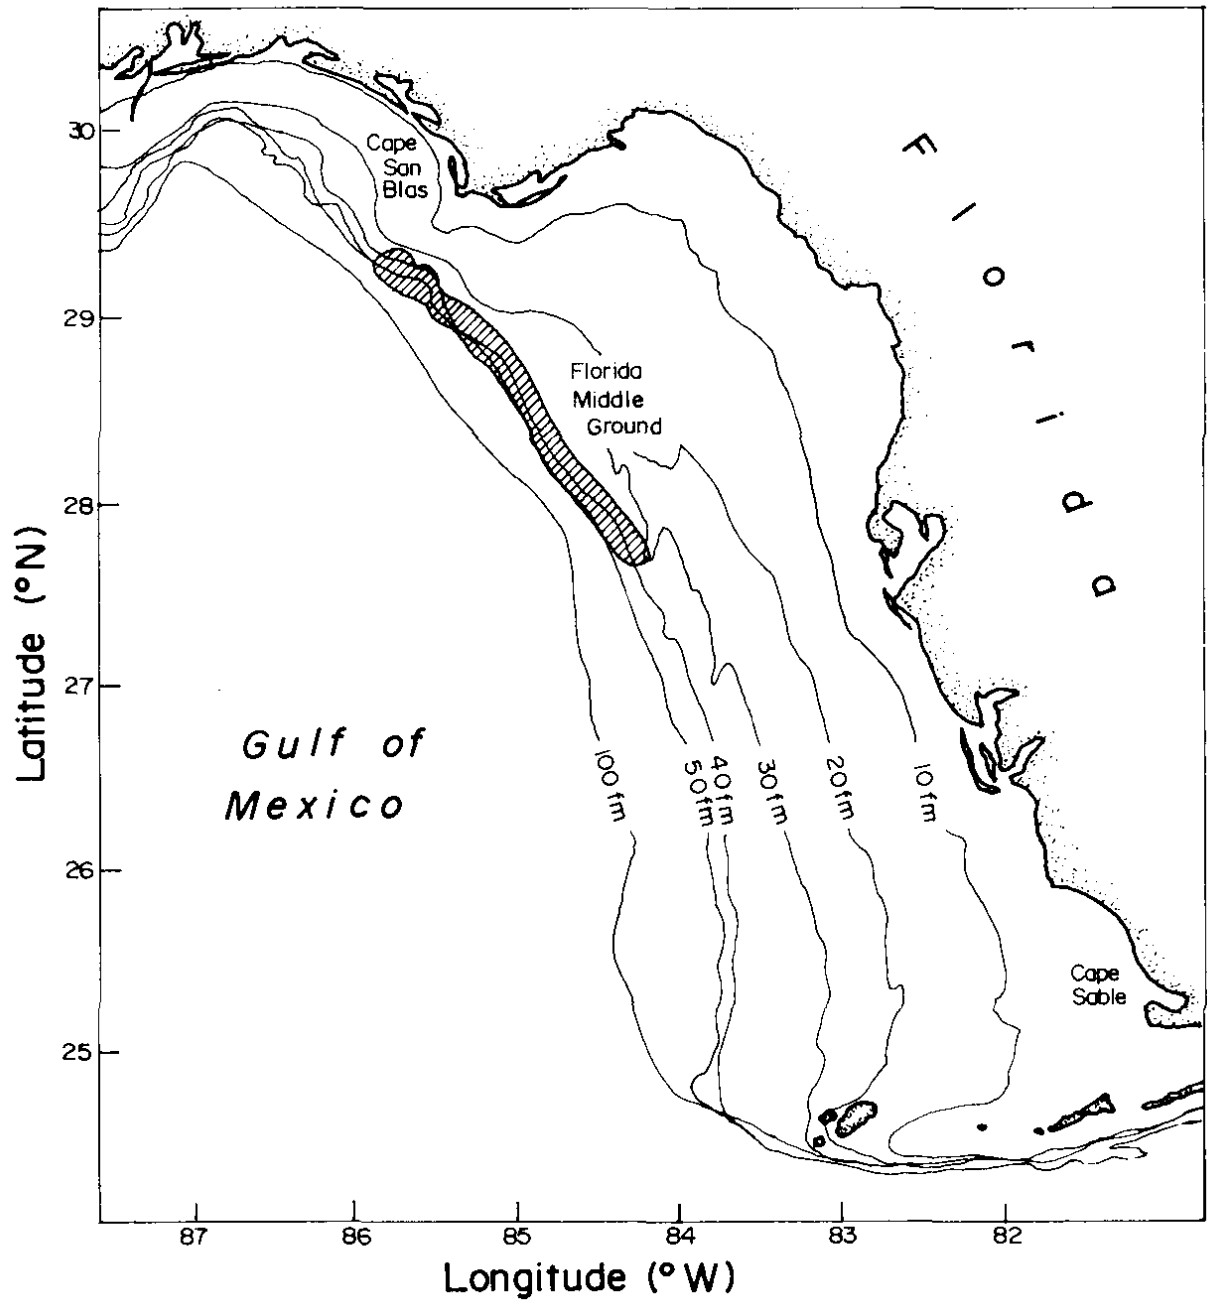 30
29
28
27
26
25
Latitude (°N)
Cape
San
Blas
Florida
Florida
Middle
Ground
Gulf of
Mexico
100 fm
50 fm
40 fm
30 fm
20 fm
10 fm
Cape
Sable
87
86
85
84
83
82
Longitude (°W)